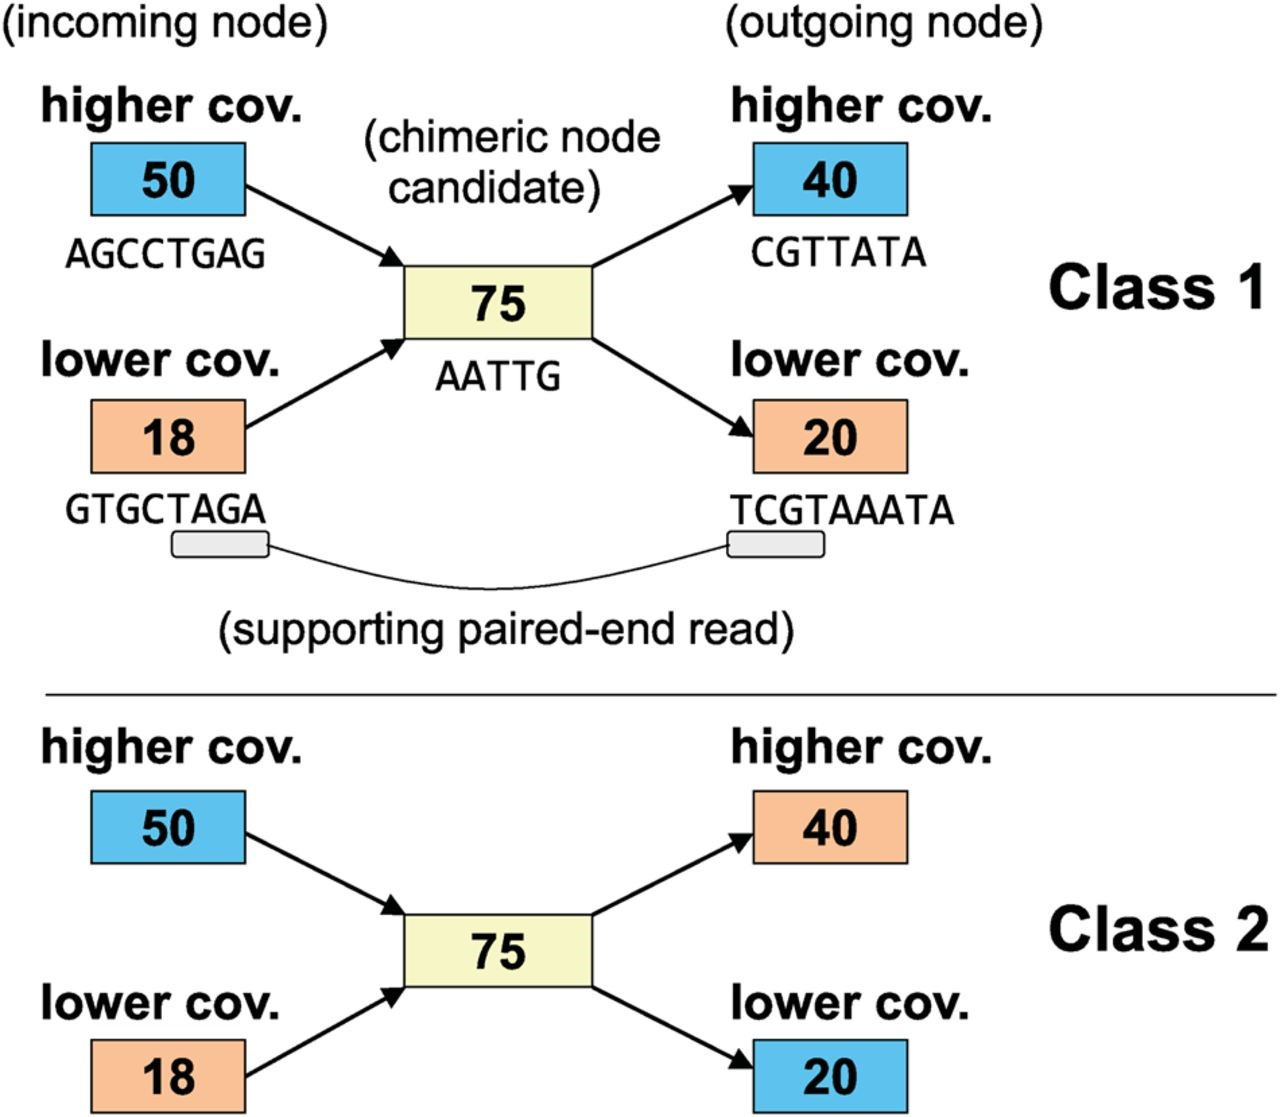 (incoming node)
(outgoing node)
higher cov.
higher cov.
(chimeric node
candidate)
50
40
AGCCTGAG
CGTTATA
Class 1
75
lower cov.
lower cov.
AATTG
18
20
GTGCTAGA
TCGTAAATA
(supporting paired-end read)
higher cov.
higher cov.
50
40
Class 2
75
lower cov.
lower cov.
18
20